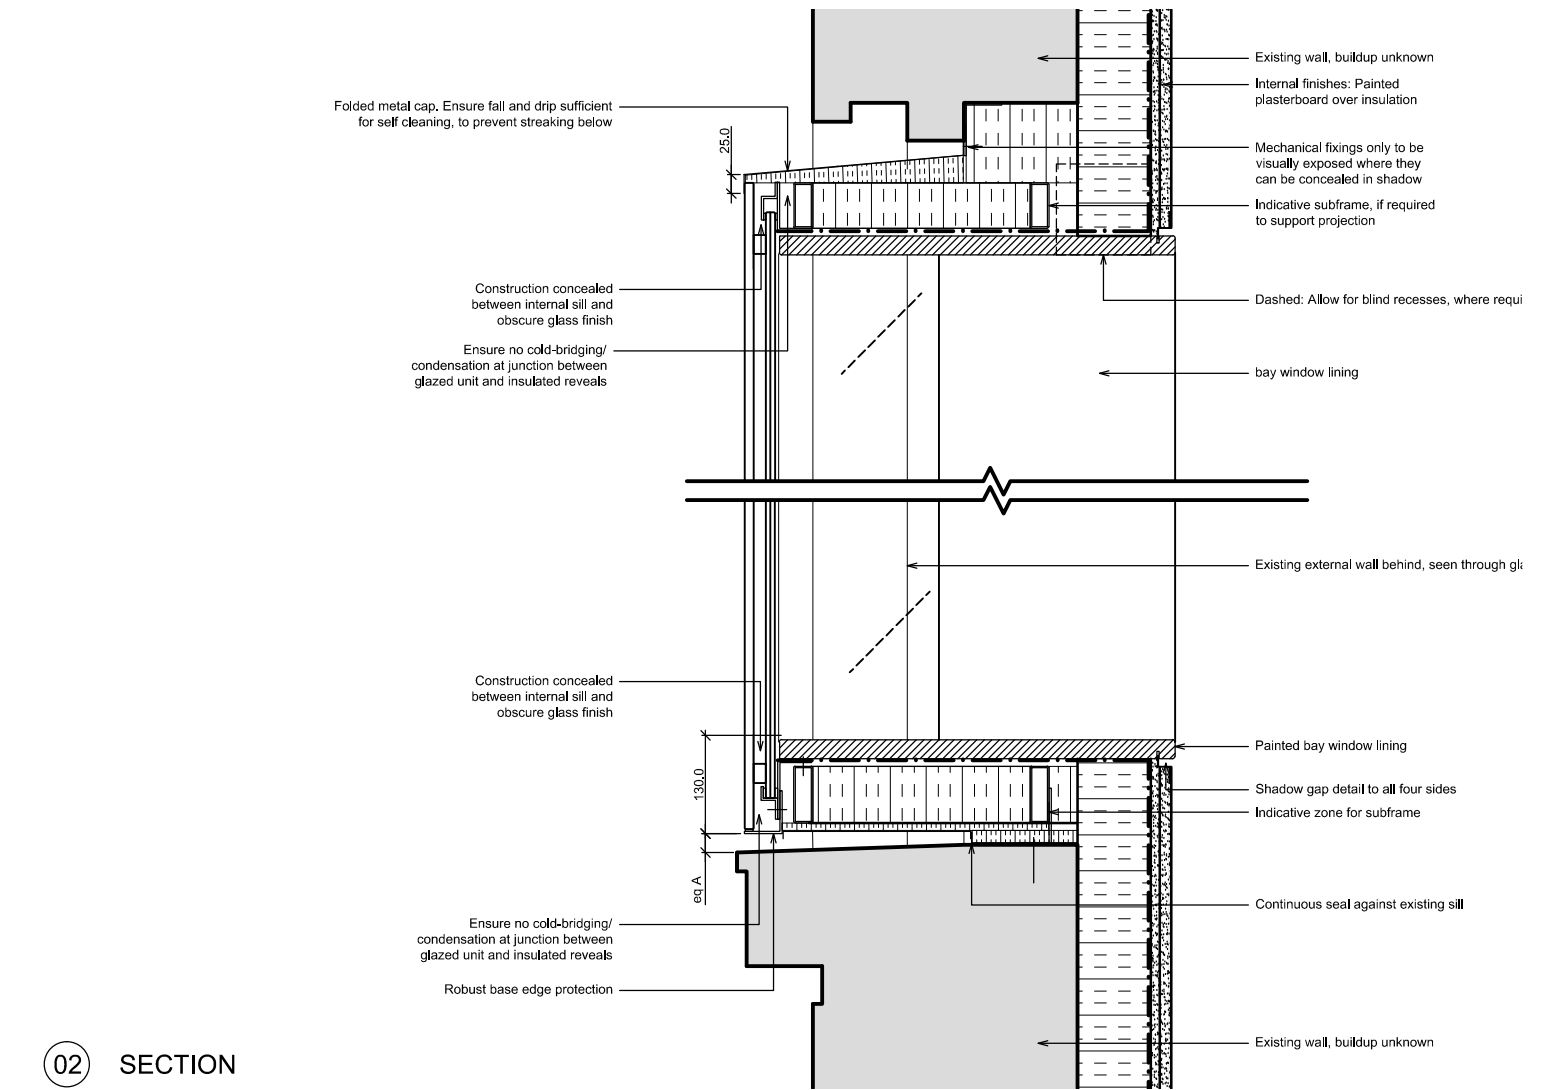 Folded metal cap. Ensure fall and drip sufficient
for self cleaning, to prevent streaking below
25.0
Construction concealed
between internal sill and
obscure glass finish
Ensure no cold-bridging/
condensation at junction between
glazed unit and insulated reveals
Construction concealed
between internal sill and
obscure glass finish
130.0
eq A
Ensure no cold-bridging/
condensation at junction between
glazed unit and insulated reveals
Robust base edge protection
Existing wall, buildup unknown
Internal finishes: Painted
plasterboard over insulation
Mechanical fixings only to be
visually exposed where they
can be concealed in shadow
Indicative subframe, if required
to support projection
Dashed: Allow for blind recesses, where requi
bay window lining
Existing external wall behind, seen through gla
Painted bay window lining
Shadow gap detail to all four sides
Indicative zone for subframe
Continuous seal against existing sill
Existing wall, buildup unknown
02 SECTION